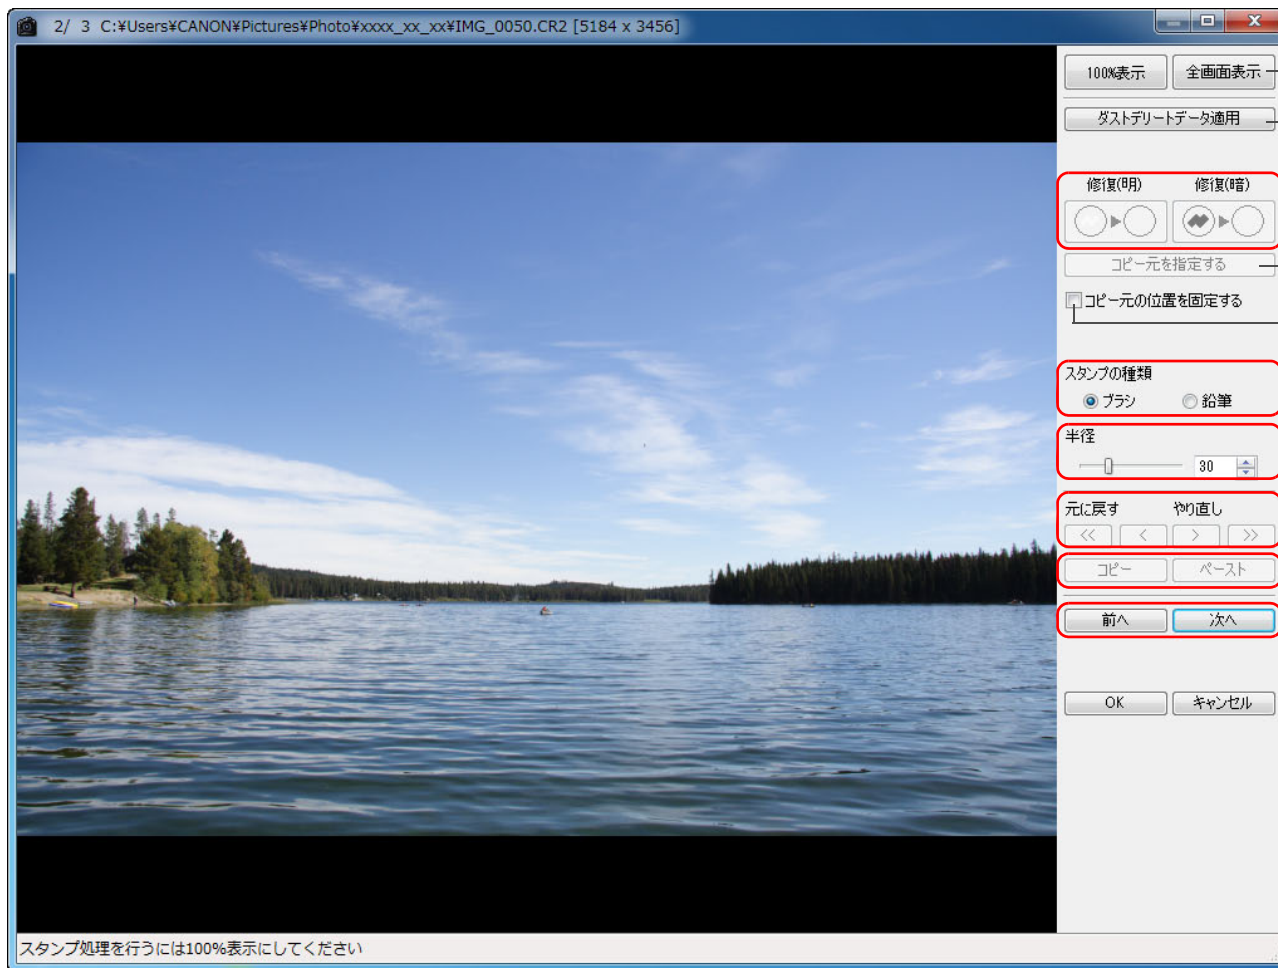 2/ 3 C:¥Users¥CANON¥Pictures¥Photo¥xxxx_xx_xx¥IMG_0050.CR2 [5184 x 3456]
100%表示 全画面表示
ダストデリートデータ適用
修復(明) 修復(暗)
コピー元を指定する
コピー元の位置を固定する
スタンプの種類
ブラシ 鉛筆
半径
30
元に戻す やり直し
<< < > >>
コピー ペースト
前へ 次へ
OK キャンセル
スタンプ処理を行うには100%表示にしてください